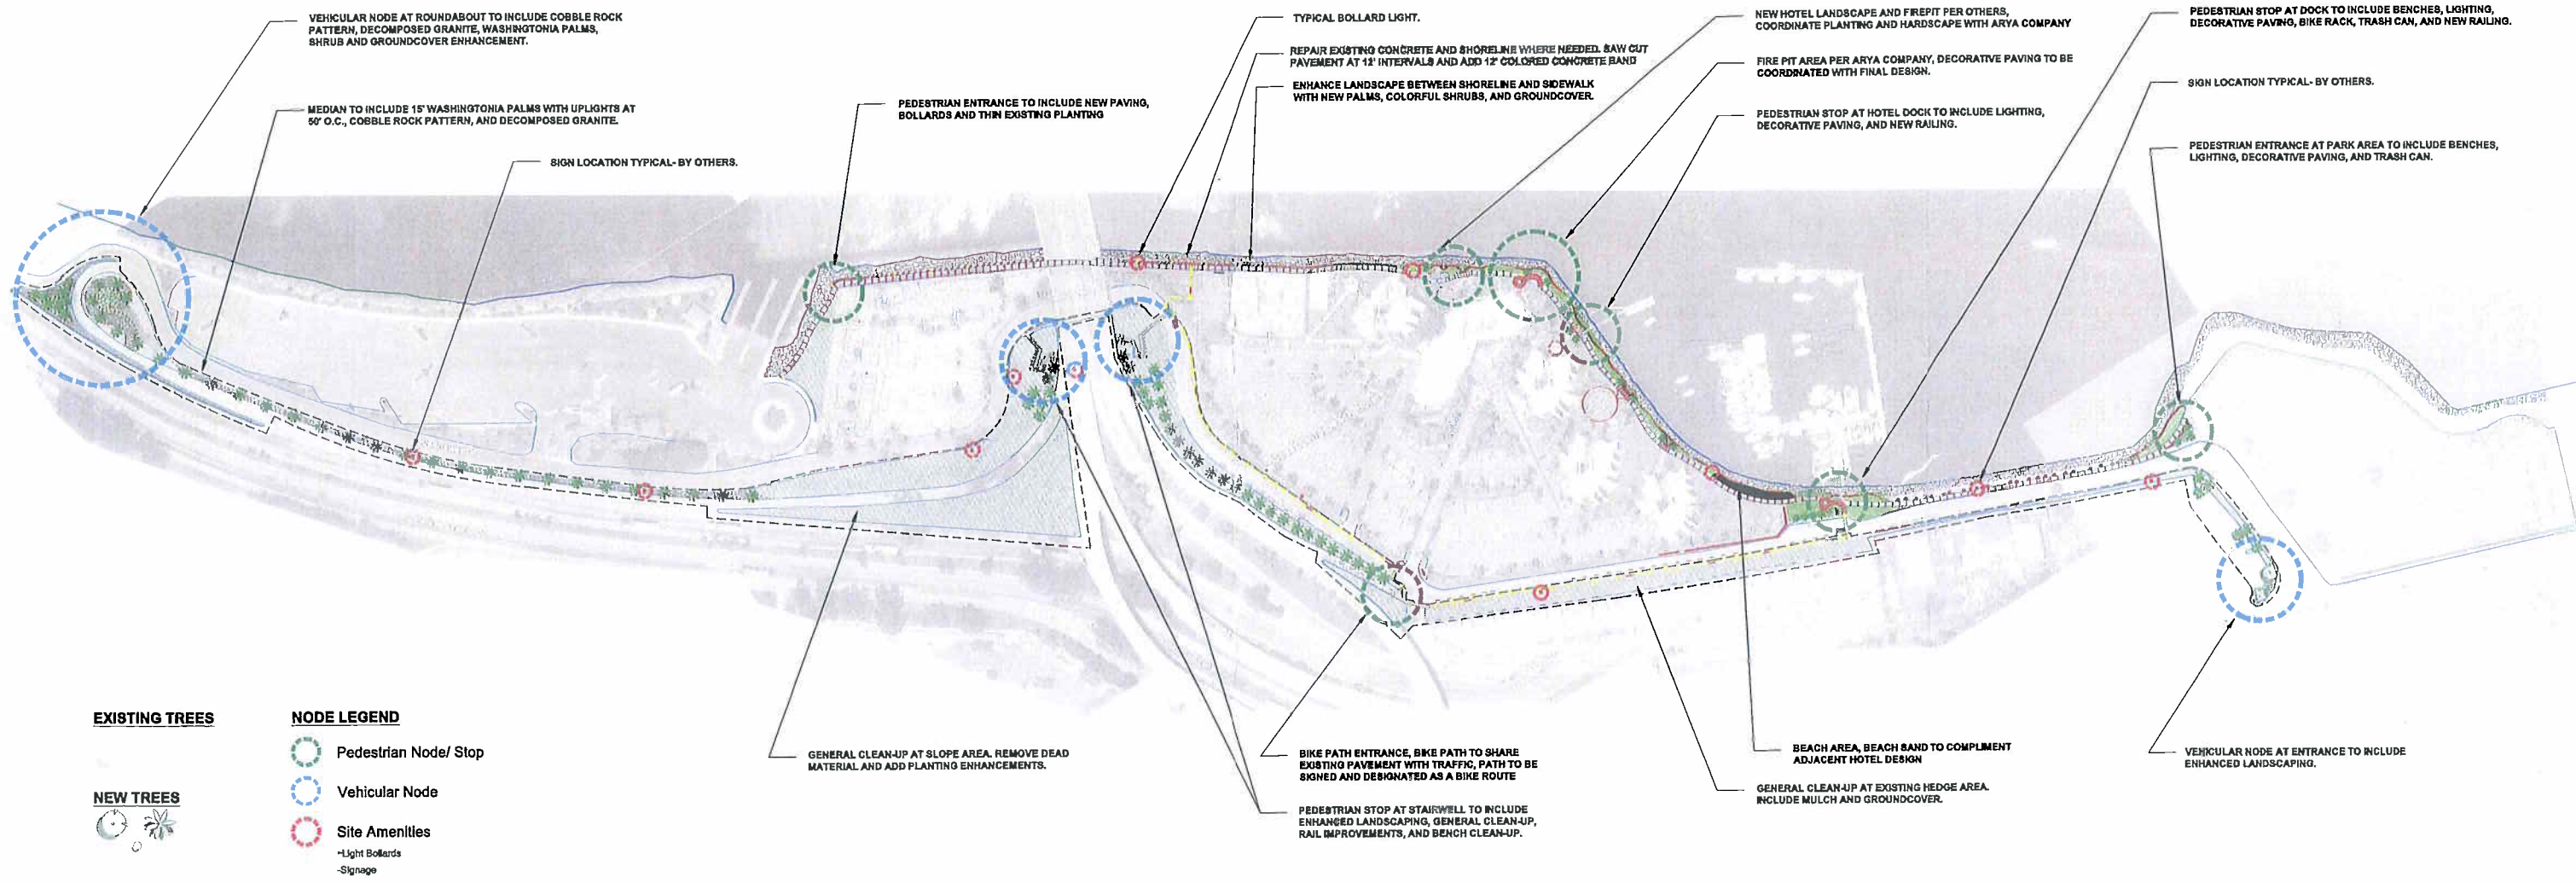 VEHICULAR NODE AT ROUNDABOUT TO INCLUDE COBBLE ROCK
PATTERN, DECOMPOSED GRANITE, WASHINGTONIA PALMS,
SHRUB AND GROUNDCOVER ENHANCEMENT.
MEDIAN TO INCLUDE 15' WASHINGTONIA PALMS WITH UPLIGHTS AT
50' O.C., COBBLE ROCK PATTERN, AND DECOMPOSED GRANITE.
SIGN LOCATION TYPICAL- BY OTHERS.
PEDESTRIAN ENTRANCE TO INCLUDE NEW PAVING,
BOLLARDS AND THIN EXISTING PLANTING
TYPICAL BOLLARD LIGHT.
REPAIR EXISTING CONCRETE AND SHORELINE WHERE NEEDED. SAW CUT
PAVEMENT AT 12' INTERVALS AND ADD 12" COLORED CONCRETE BAND
ENHANCE LANDSCAPE BETWEEN SHORELINE AND SIDEWALK
WITH NEW PALMS, COLORFUL SHRUBS, AND GROUNDCOVER.
NEW HOTEL LANDSCAPE AND FIREPIT PER OTHERS,
COORDINATE PLANTING AND HARDSCAPE WITH ARYA COMPANY
FIRE PIT AREA PER ARYA COMPANY, DECORATIVE PAVING TO BE
COORDINATED WITH FINAL DESIGN.
PEDESTRIAN STOP AT HOTEL DOCK TO INCLUDE LIGHTING,
DECORATIVE PAVING, AND NEW RAILING.
PEDESTRIAN STOP AT DOCK TO INCLUDE BENCHES, LIGHTING,
DECORATIVE PAVING, BIKE RACK, TRASH CAN, AND NEW RAILING.
SIGN LOCATION TYPICAL- BY OTHERS.
PEDESTRIAN ENTRANCE AT PARK AREA TO INCLUDE BENCHES,
LIGHTING, DECORATIVE PAVING, AND TRASH CAN.
EXISTING TREES
NEW TREES
NODE LEGEND
Pedestrian Node/ Stop
Vehicular Node
Site Amenities
-Light Bollards
-Signage
GENERAL CLEAN-UP AT SLOPE AREA. REMOVE DEAD
MATERIAL AND ADD PLANTING ENHANCEMENTS.
BIKE PATH ENTRANCE, BIKE PATH TO SHARE
EXISTING PAVEMENT WITH TRAFFIC, PATH TO BE
SIGNED AND DESIGNATED AS A BIKE ROUTE
PEDESTRIAN STOP AT STAIRWELL TO INCLUDE
ENHANCED LANDSCAPING, GENERAL CLEAN-UP,
RAIL IMPROVEMENTS, AND BENCH CLEAN-UP.
BEACH AREA, BEACH SAND TO COMPLIMENT
ADJACENT HOTEL DESIGN
GENERAL CLEAN-UP AT EXISTING HEDGE AREA.
INCLUDE MULCH AND GROUNDCOVER.
VEHICULAR NODE AT ENTRANCE TO INCLUDE
ENHANCED LANDSCAPING.